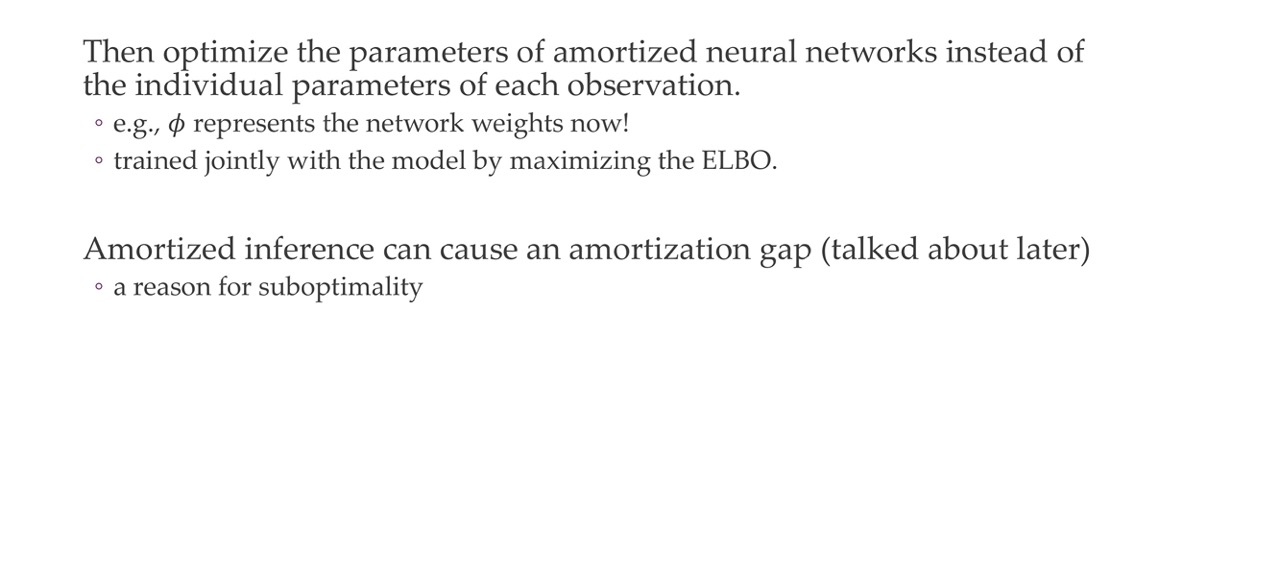 Then optimize the parameters of amortized neural networks instead of
the individual parameters of each observation.
◦ e.g., ϕ represents the network weights now!
◦ trained jointly with the model by maximizing the ELBO.
Amortized inference can cause an amortization gap (talked about later)
◦ a reason for suboptimality